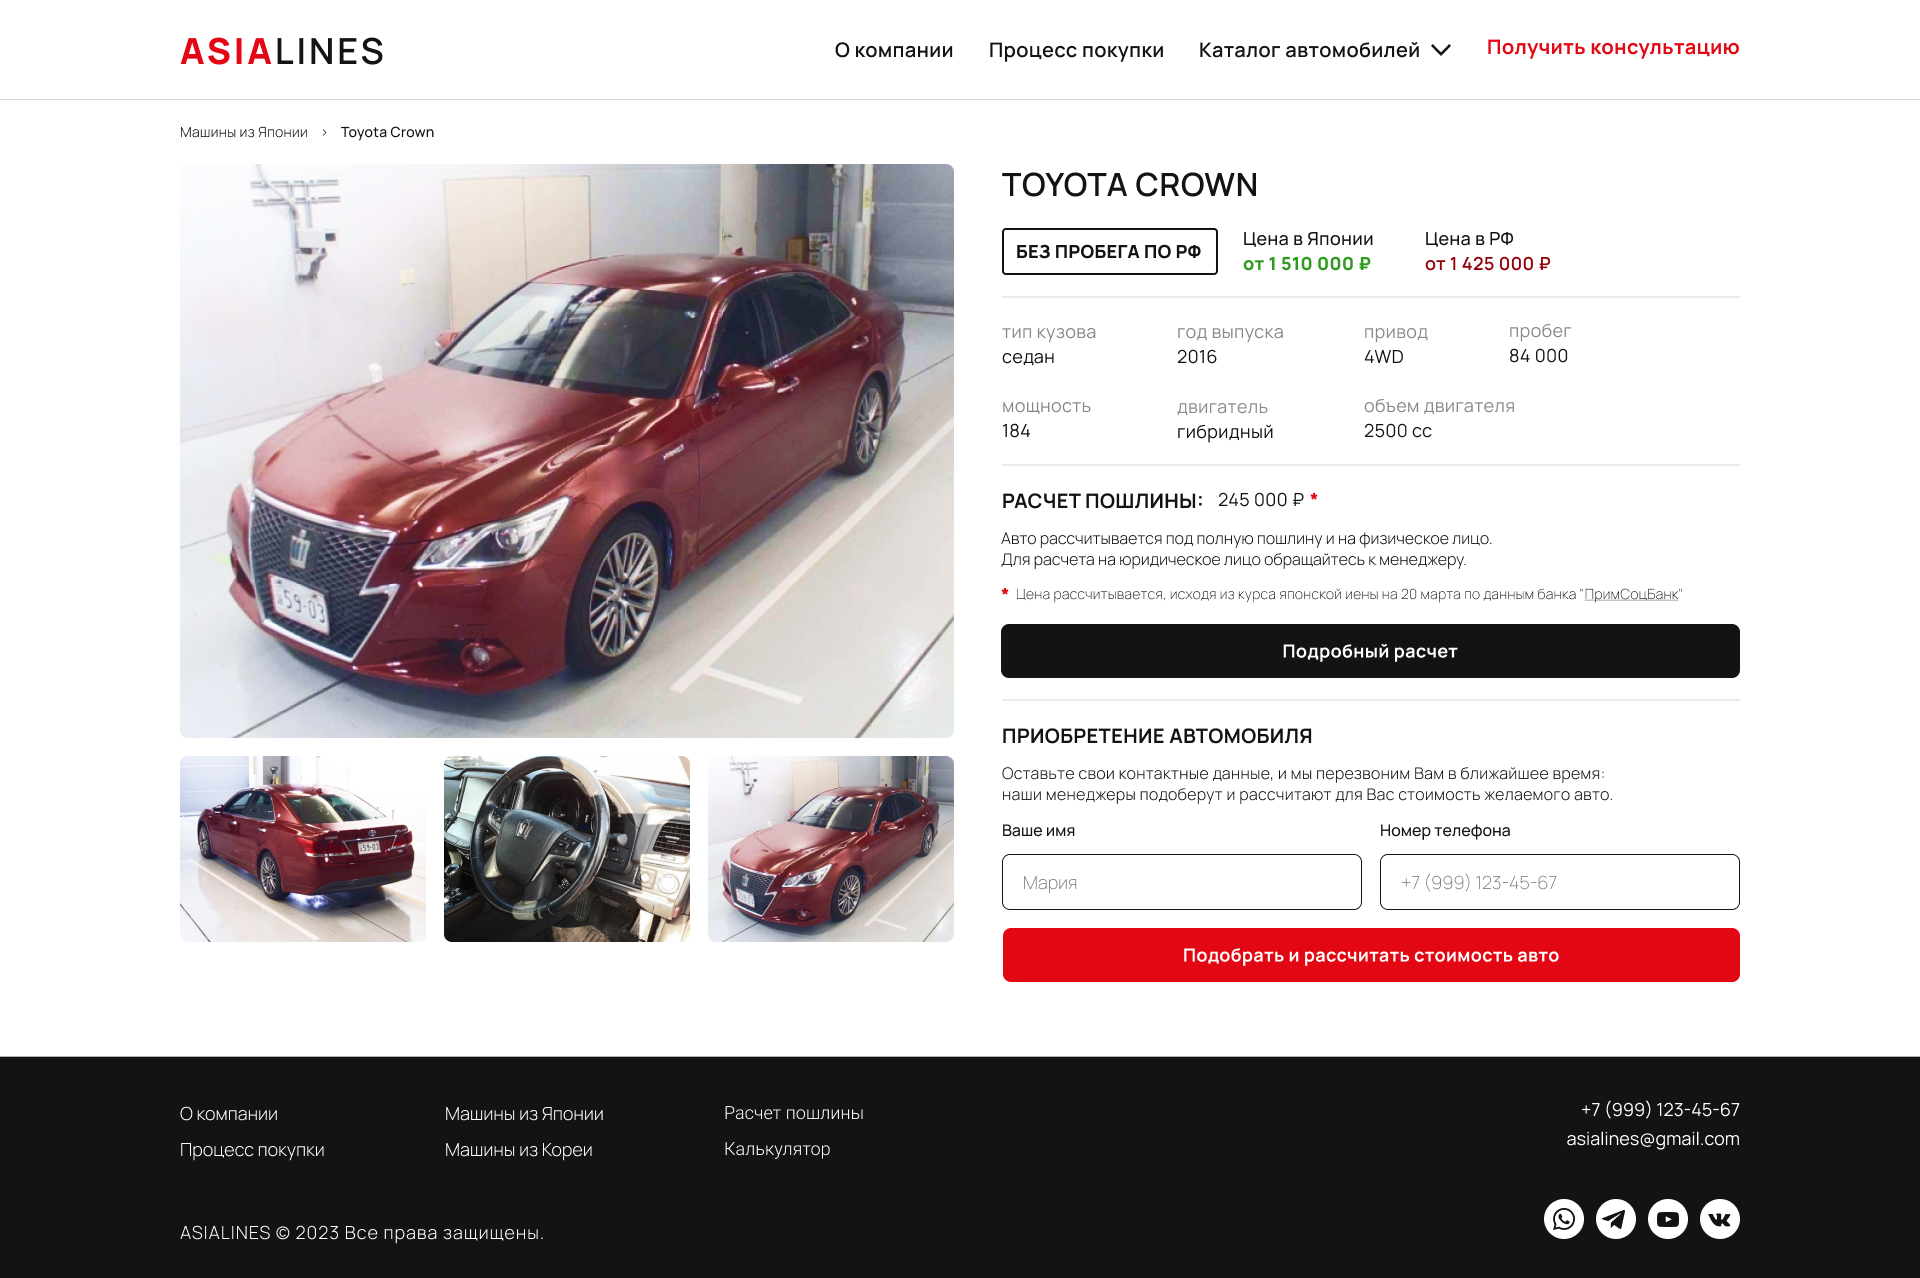 ASIALINES
О компании
Процесс покупки
Каталог автомобилей
Получить консультацию
Машины из Японии > Toyota Crown
TOYOTA CROWN
БЕЗ ПРОБЕГА ПО РФ
Цена в Японии
от 1 510 000 ₽
Цена в РФ
от 1 425 000 ₽
тип кузова
седан
год выпуска
2016
привод
4WD
пробег
84 000
мощность
184
двигатель
гибридный
объем двигателя
2500 сс
РАСЧЕТ ПОШЛИНЫ: 245 000 ₽ *
Авто рассчитывается под полную пошлину и на физическое лицо.
Для расчета на юридическое лицо обращайтесь к менеджеру.
* Цена рассчитывается, исходя из курса японской иены на 20 марта по данным банка "ПримСоцБанк"
Подробный расчет
59-03
59-03
ПРИОБРЕТЕНИЕ АВТОМОБИЛЯ
Оставьте свои контактные данные, и мы перезвоним Вам в ближайшее время:
наши менеджеры подоберут и рассчитают для Вас стоимость желаемого авто.
Ваше имя
Мария
Номер телефона
+7 (999) 123-45-67
Подобрать и рассчитать стоимость авто
О компании
Процесс покупки
Машины из Японии
Машины из Кореи
Расчет пошлины
Калькулятор
+7 (999) 123-45-67
asialines@gmail.com
ASIALINES © 2023 Все права защищены.